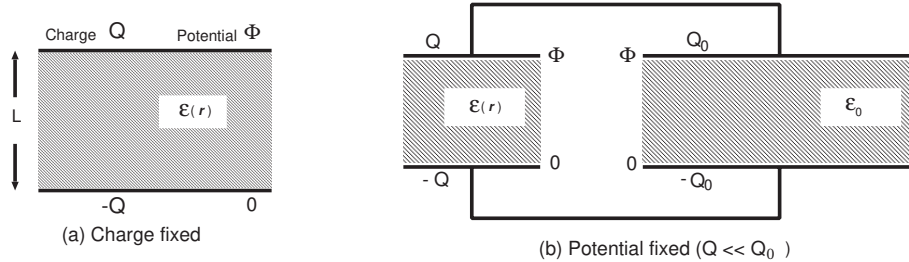 Charge Q Potential Φ
L
ε(r)
-Q 0
(a) Charge fixed
Q Φ Φ Q₀
ε(r) ε₀
0 0
-Q -Q₀
(b) Potential fixed (Q << Q₀ )